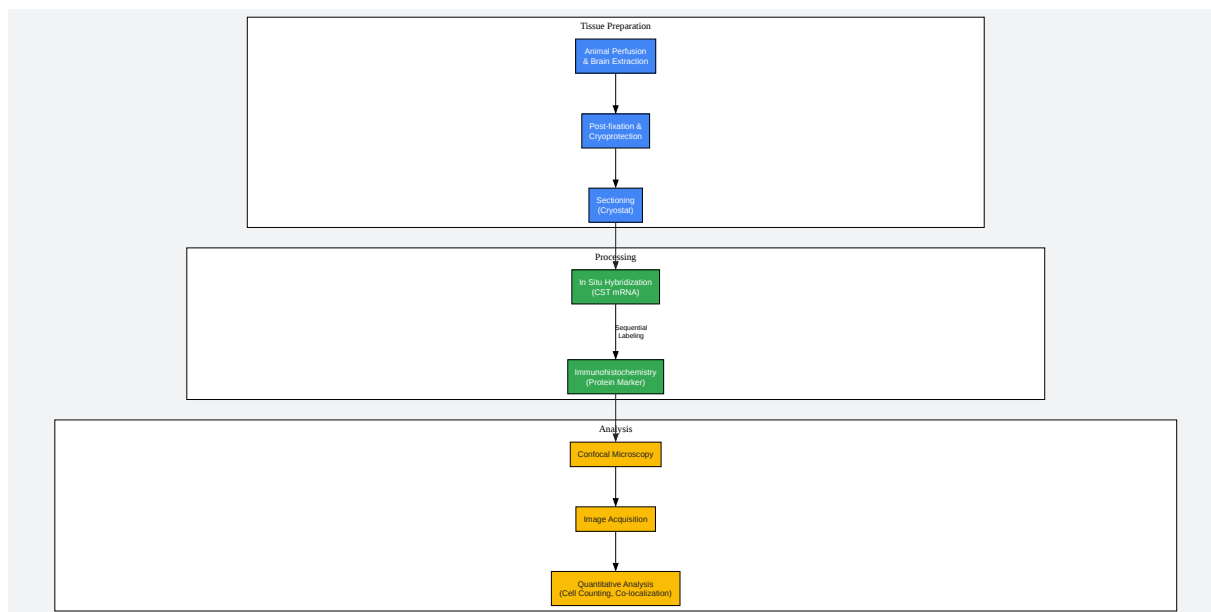 Tissue Preparation
Animal Perfusion
& Brain Extraction
Post-fixation &
Cryoprotection
Sectioning
(Cryostat)
Processing
In Situ Hybridization
(CST mRNA)
Sequential
Labeling
Immunohistochemistry
(Protein Marker)
Analysis
Confocal Microscopy
Image Acquisition
Quantitative Analysis
(Cell Counting, Co-localization)